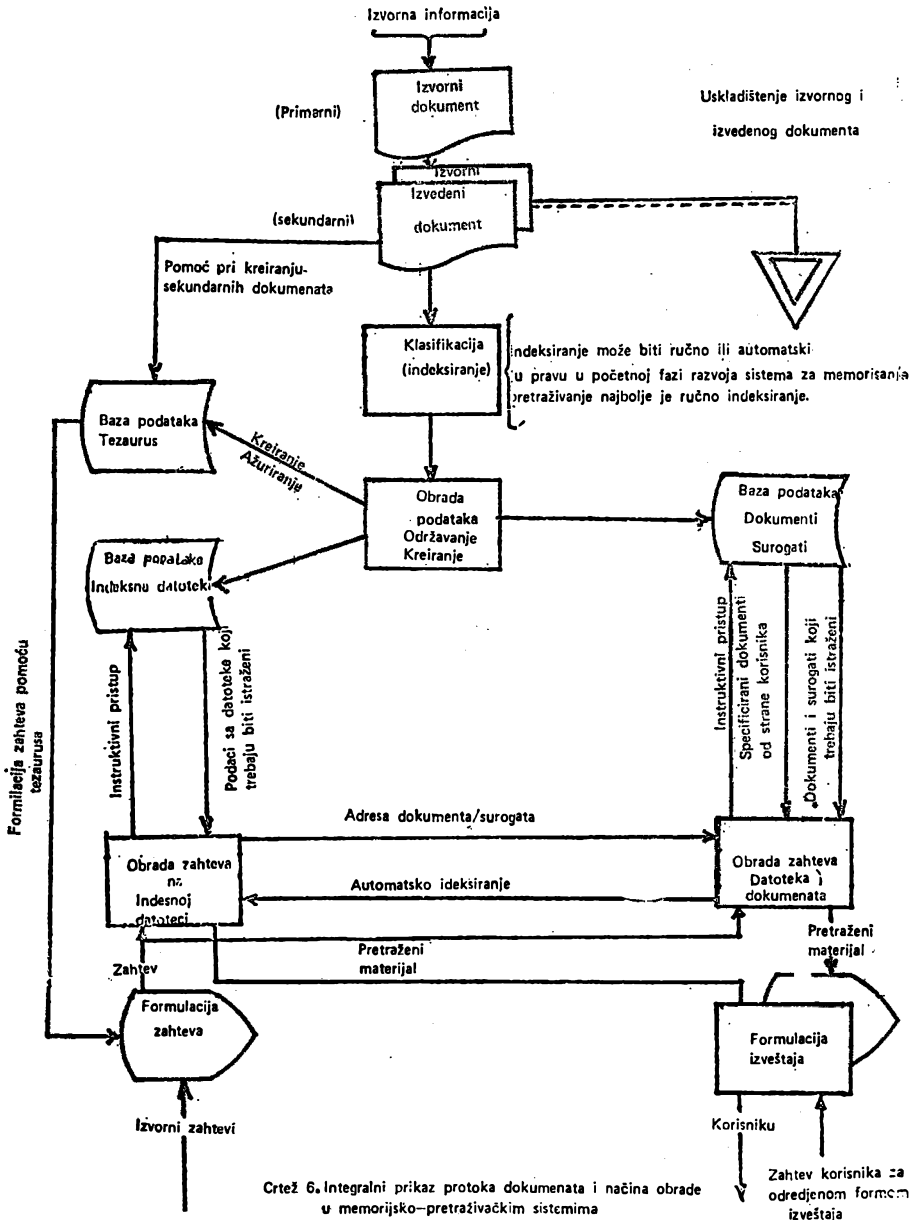 Izvorna informacija
Izvorni
dokument
(Primarni)
Uskladištenje izvornog i
izvedenog dokumenta
Izvorni
Izvedeni
dokument
(sekundarni)
Pomoć pri kreiranju-
sekundarnih dokumenata
Klasifikacija
(indeksiranje)
Indeksiranje može biti ručno ili automatski
u pravu u početnoj fazi razvoja sistema za memorisanja
pretraživanje najbolje je ručno indeksiranje.
Baza podataka
Tezaurus
Kreiranje
Ažuriranje
Obrada
podataka
Održavanje
Kreiranje
Baza podataka
Dokumenti
Surogati
Baza podatako
Indeksnu datoteki
Formilacija zahteva pomoću
tezaurusa
Instruktivni pristup
Podaci sa datoteke koji
trebaju biti istraženi
Instruktivni pristup
Specificirani dokumenti
od strane korisnika
Dokumenti i surogati koji
trebaju biti istraženi
Adresa dokumenta/surogata
Obrada zahteva
na
Indesnoj
datoteci
Automatsko ideksiranje
Obrada zahteva
Datoteka i
dokumenata
Zahtev
Pretraženi
materijal
Pretraženi
materijal
Formulacija
zahteva
Formulacija
izveštaja
Izvorni zahtevi
Korisniku
Zahtev korisnika za
odredjenom formom
izveštaja
Crtež 6. Integralni prikaz protoka dokumenata i načina obrade
u memorijsko–pretraživačkim sistemima